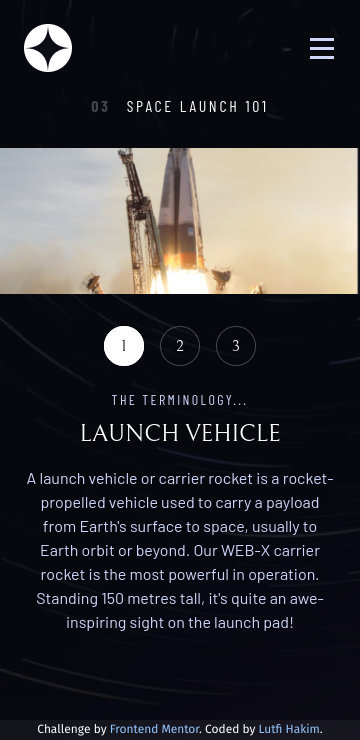 03 SPACE LAUNCH 101
1 2 3
THE TERMINOLOGY...
LAUNCH VEHICLE
A launch vehicle or carrier rocket is a rocket-
propelled vehicle used to carry a payload
from Earth's surface to space, usually to
Earth orbit or beyond. Our WEB-X carrier
rocket is the most powerful in operation.
Standing 150 metres tall, it's quite an awe-
inspiring sight on the launch pad!
Challenge by Frontend Mentor. Coded by Lutfi Hakim.